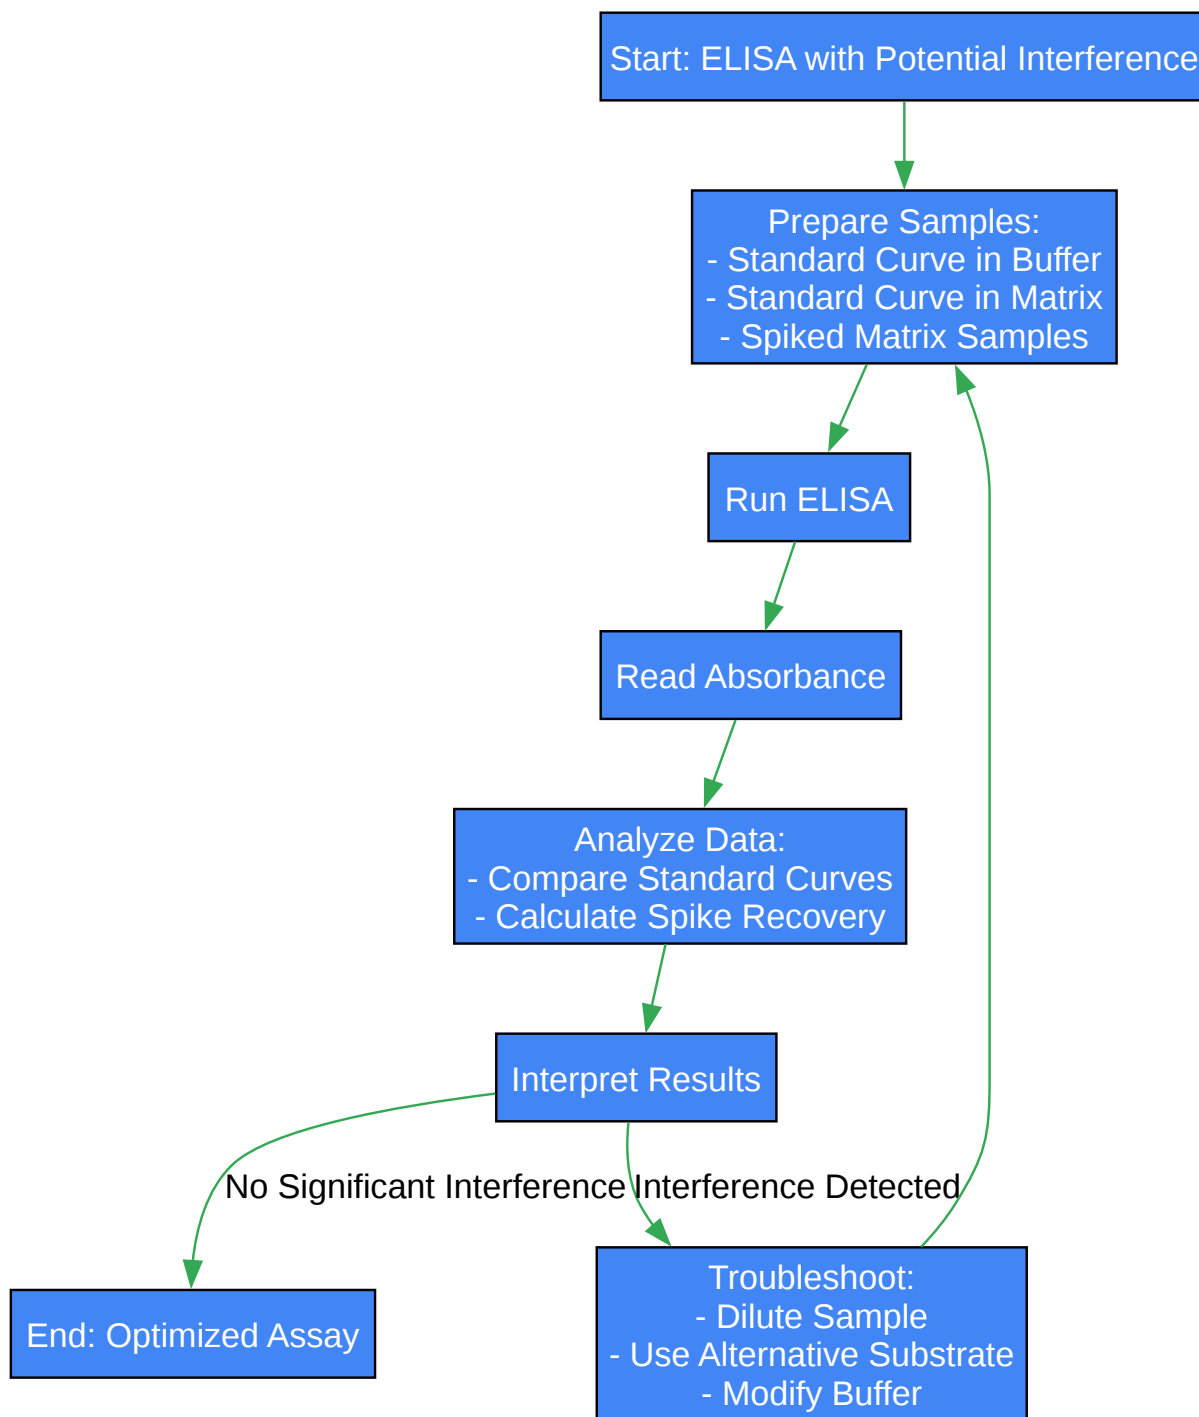 Start: ELISA with Potential Interference
Prepare Samples:
- Standard Curve in Buffer
- Standard Curve in Matrix
- Spiked Matrix Samples
Run ELISA
Read Absorbance
Analyze Data:
- Compare Standard Curves
- Calculate Spike Recovery
Interpret Results
No Significant Interference
Interference Detected
End: Optimized Assay
Troubleshoot:
- Dilute Sample
- Use Alternative Substrate
- Modify Buffer